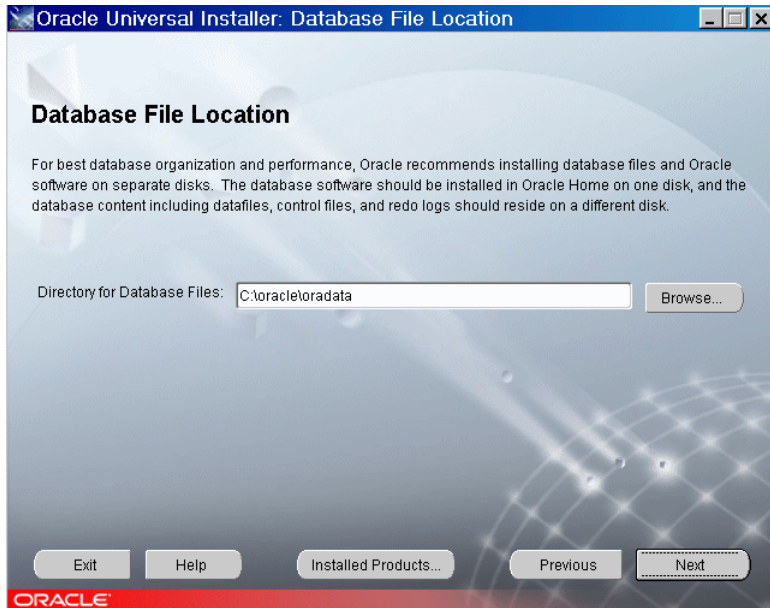 Oracle Universal Installer: Database File Location
Database File Location
For best database organization and performance, Oracle recommends installing database files and Oracle
software on separate disks. The database software should be installed in Oracle Home on one disk, and the
database content including datafiles, control files, and redo logs should reside on a different disk.
Directory for Database Files: C:\oracle\oradata Browse...
Exit Help Installed Products... Previous Next
ORACLE